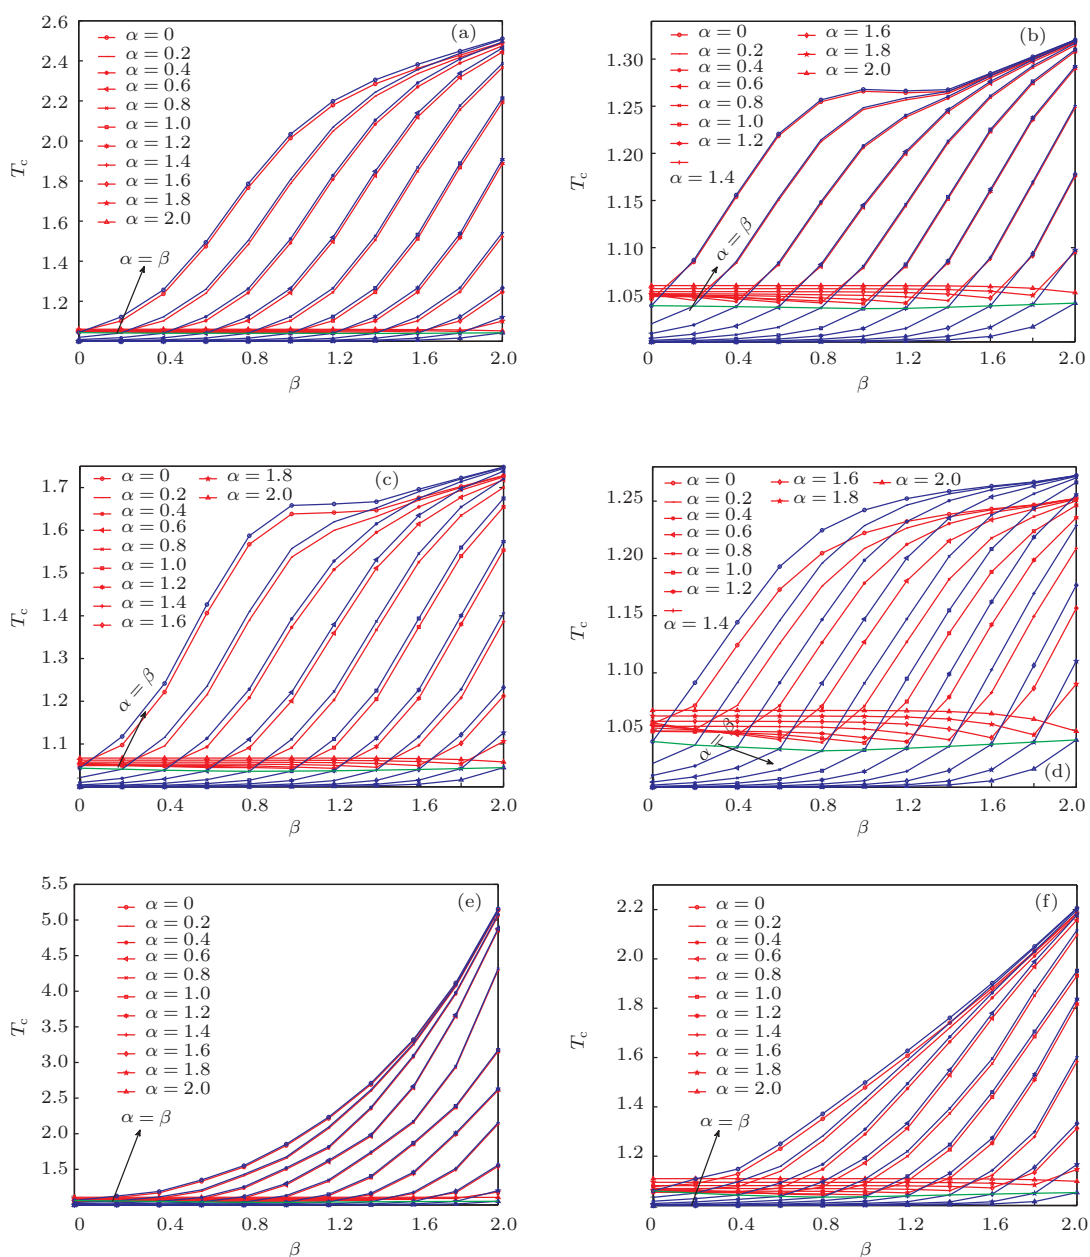 (a)
2.6
2.4
2.2
2.0
1.8
1.6
1.4
1.2
T_c
α = 0
α = 0.2
α = 0.4
α = 0.6
α = 0.8
α = 1.0
α = 1.2
α = 1.4
α = 1.6
α = 1.8
α = 2.0
α = β
0 0.4 0.8 1.2 1.6 2.0
β
(b)
1.30
1.25
1.20
1.15
1.10
1.05
T_c
α = 0
α = 0.2
α = 0.4
α = 0.6
α = 0.8
α = 1.0
α = 1.2
α = 1.4
α = 1.6
α = 1.8
α = 2.0
α = β
0 0.4 0.8 1.2 1.6 2.0
β
(c)
1.7
1.6
1.5
1.4
1.3
1.2
1.1
T_c
α = 0
α = 0.2
α = 0.4
α = 0.6
α = 0.8
α = 1.0
α = 1.2
α = 1.4
α = 1.6
α = 1.8
α = 2.0
α = β
0 0.4 0.8 1.2 1.6 2.0
β
(d)
1.25
1.20
1.15
1.10
1.05
T_c
α = 0
α = 0.2
α = 0.4
α = 0.6
α = 0.8
α = 1.0
α = 1.2
α = 1.4
α = 1.6
α = 1.8
α = 2.0
α = β
0 0.4 0.8 1.2 1.6 2.0
β
(e)
5.5
5.0
4.5
4.0
3.5
3.0
2.5
2.0
1.5
T_c
α = 0
α = 0.2
α = 0.4
α = 0.6
α = 0.8
α = 1.0
α = 1.2
α = 1.4
α = 1.6
α = 1.8
α = 2.0
α = β
0 0.4 0.8 1.2 1.6 2.0
β
(f)
2.2
2.0
1.8
1.6
1.4
1.2
T_c
α = 0
α = 0.2
α = 0.4
α = 0.6
α = 0.8
α = 1.0
α = 1.2
α = 1.4
α = 1.6
α = 1.8
α = 2.0
α = β
0 0.4 0.8 1.2 1.6 2.0
β